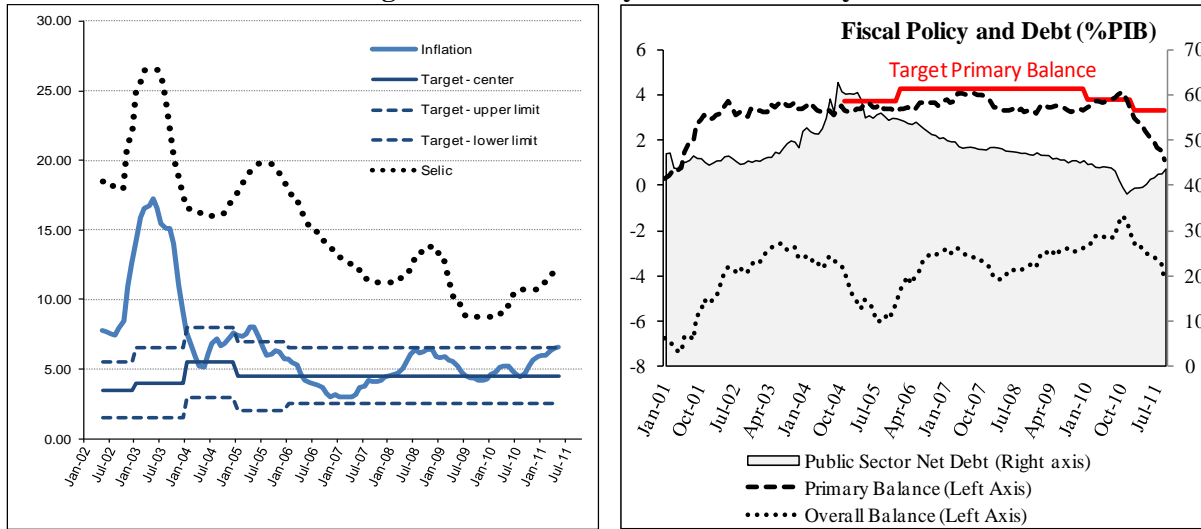 30.00
25.00
20.00
15.00
10.00
5.00
0.00
Inflation
Target - center
Target - upper limit
Target - lower limit
Selic
Jan-02
Jul-02
Jan-03
Jul-03
Jan-04
Jul-04
Jan-05
Jul-05
Jan-06
Jul-06
Jan-07
Jul-07
Jan-08
Jul-08
Jan-09
Jul-09
Jan-10
Jul-10
Jan-11
Jul-11
Fiscal Policy and Debt (%PIB)
Target Primary Balance
6
4
2
0
-2
-4
-6
-8
70
60
50
40
30
20
10
0
Jan-01
Oct-01
Jul-02
Apr-03
Jan-04
Oct-04
Jul-05
Apr-06
Jan-07
Oct-07
Jul-08
Apr-09
Jan-10
Oct-10
Jul-11
Public Sector Net Debt (Right axis)
Primary Balance (Left Axis)
Overall Balance (Left Axis)